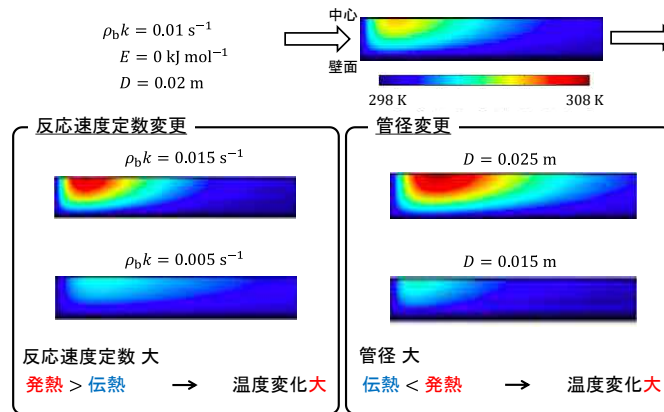 ρ_b k = 0.01 s⁻¹
E = 0 kJ mol⁻¹
D = 0.02 m
中心
壁面
298 K
308 K
反応速度定数変更
ρ_b k = 0.015 s⁻¹
ρ_b k = 0.005 s⁻¹
反応速度定数 大
発熱 > 伝熱 → 温度変化大
管径変更
D = 0.025 m
D = 0.015 m
管径 大
伝熱 < 発熱 → 温度変化大